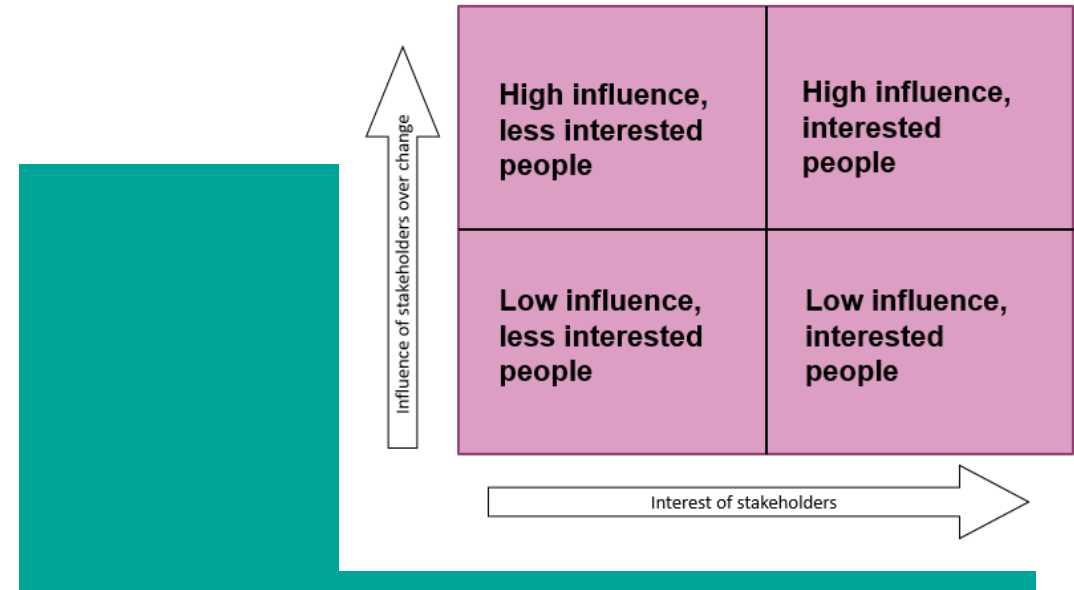 Influence of stakeholders over change
High influence,
less interested
people
High influence,
interested
people
Low influence,
less interested
people
Low influence,
interested
people
Interest of stakeholders